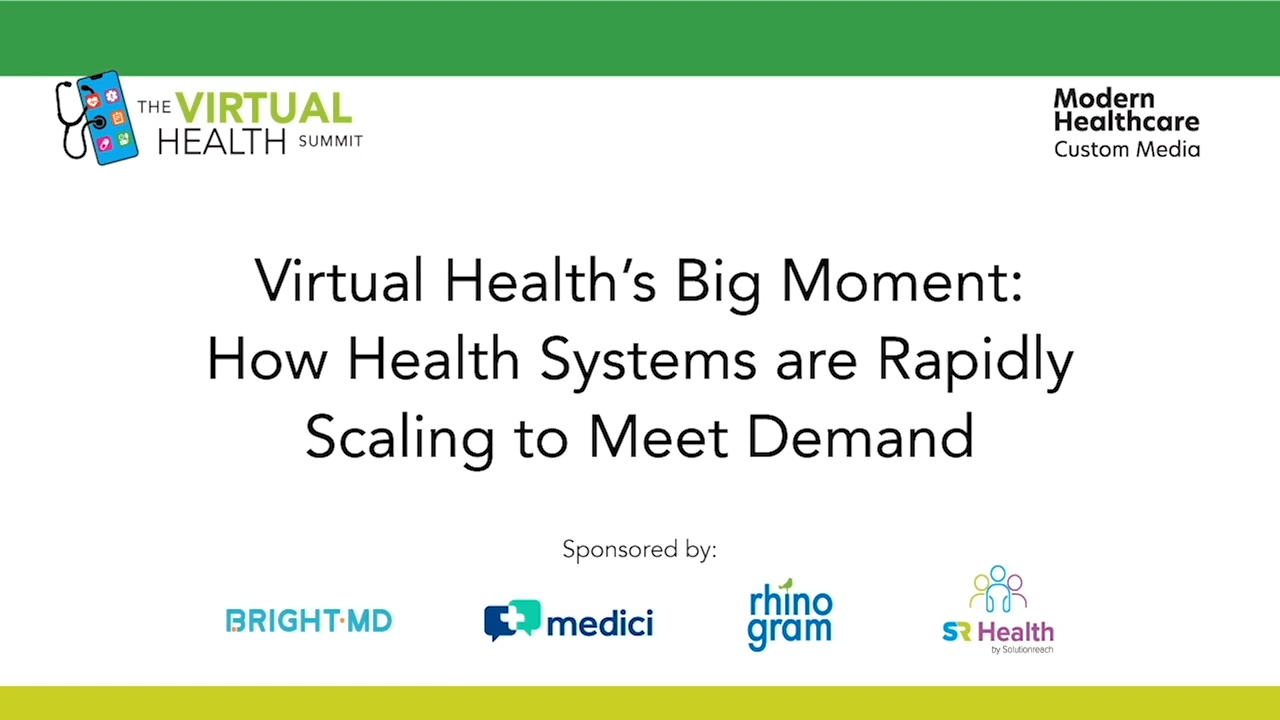 THE VIRTUAL
HEALTH SUMMIT
Modern
Healthcare
Custom Media
Virtual Health’s Big Moment:
How Health Systems are Rapidly
Scaling to Meet Demand
Sponsored by:
BRIGHT·MD
medici
rhino
gram
SR Health
by Solutionreach